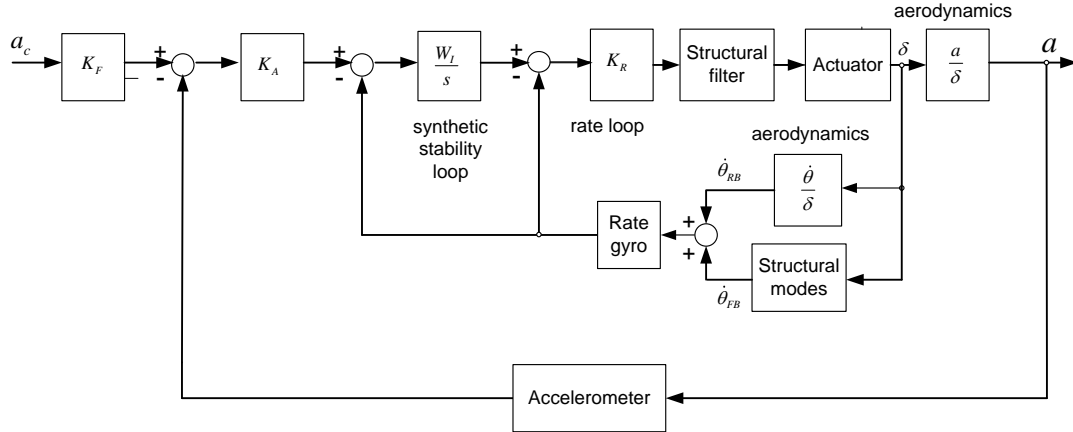 aerodynamics
a_c
K_F
+
-
K_A
+
-
W_I
s
+
-
K_R
Structural
filter
Actuator
δ
a
δ
a
synthetic
stability
loop
rate loop
aerodynamics
θ̇_RB
θ̇
δ
Rate
gyro
+
+
θ̇_FB
Structural
modes
Accelerometer